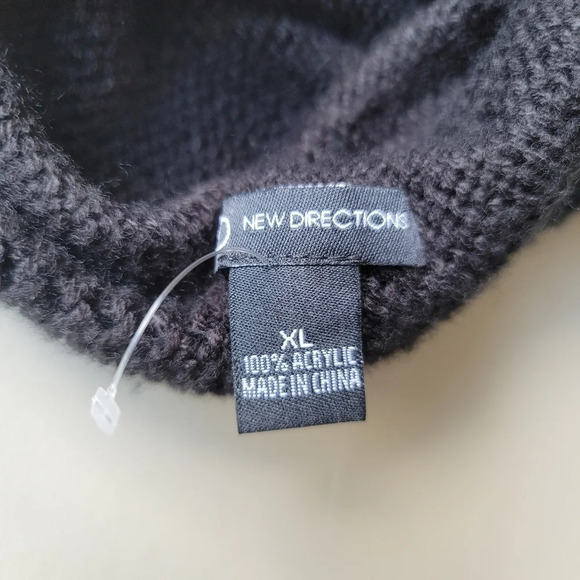 NEW DIRECTIONS
XL
100% ACRYLIC
MADE IN CHINA